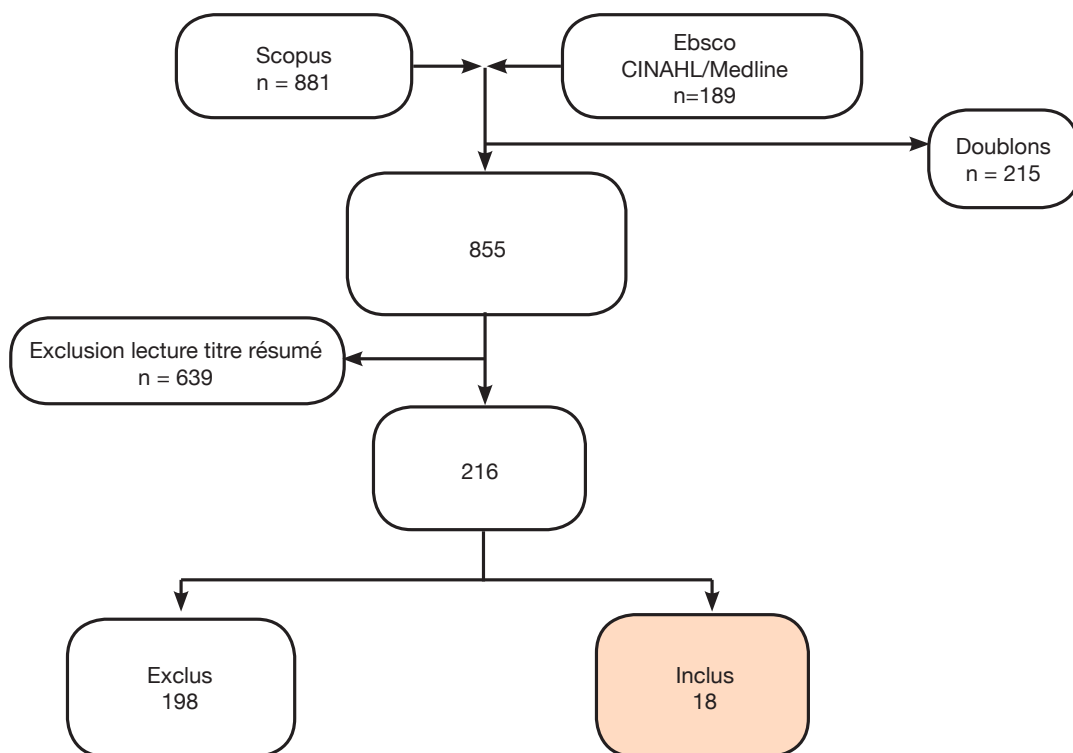 Scopus
n = 881
Ebsco
CINAHL/Medline
n=189
Doublons
n = 215
855
Exclusion lecture titre résumé
n = 639
216
Exclus
198
Inclus
18